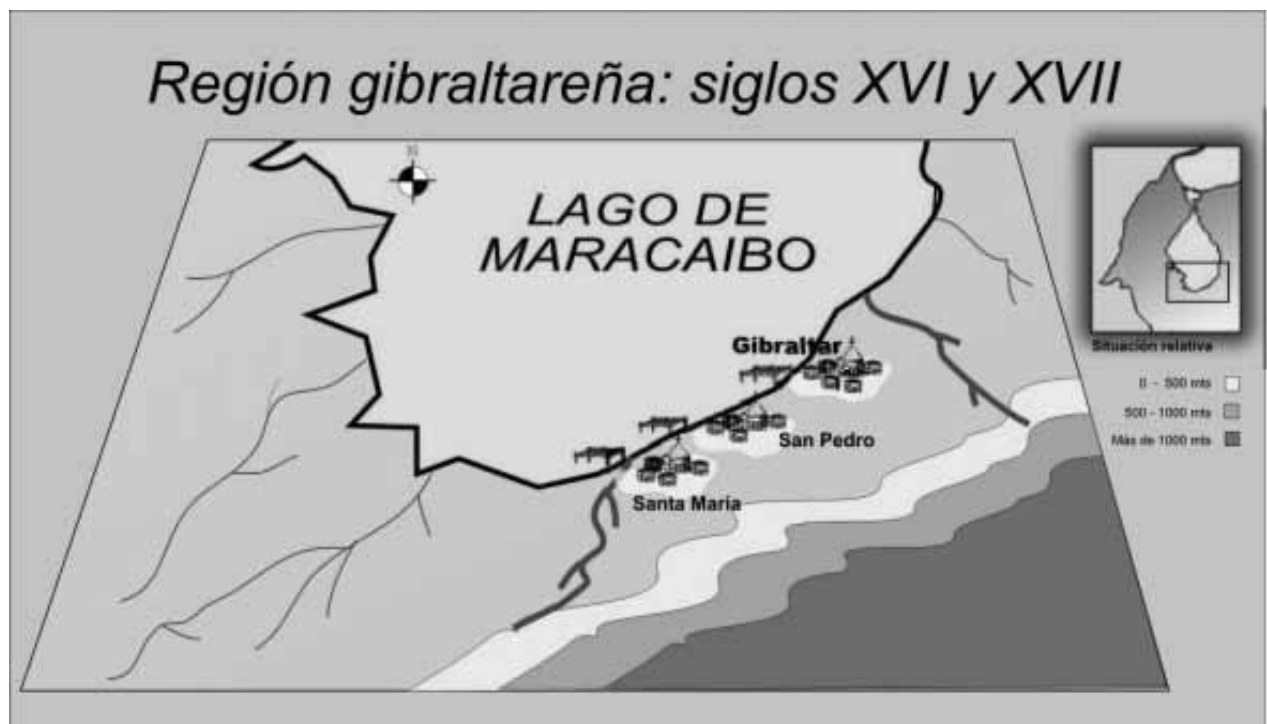 Región gibraltareña: siglos XVI y XVII
N
LAGO DE
MARACAIBO
Gibraltar
San Pedro
Santa María
Situación relativa
0 - 500 mts
500 - 1000 mts
Más de 1000 mts